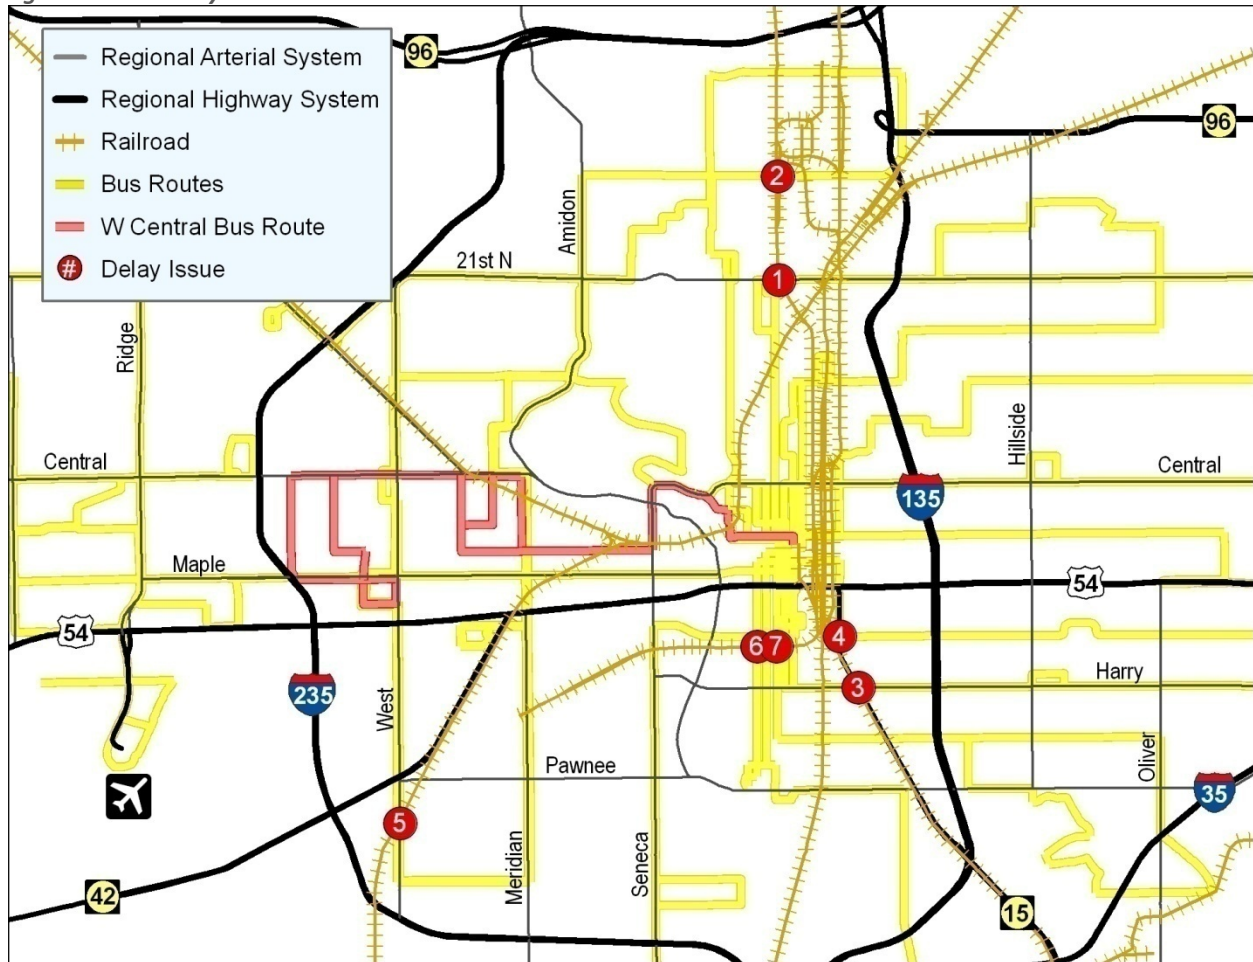 Regional Arterial System
Regional Highway System
Railroad
Bus Routes
W Central Bus Route
# Delay Issue
96
96
2
Amidon
21st N
1
Ridge
Hillside
Central
Central
135
Maple
54
54
6 7
4
Harry
3
235
West
Pawnee
Oliver
35
5
Meridian
Seneca
42
15